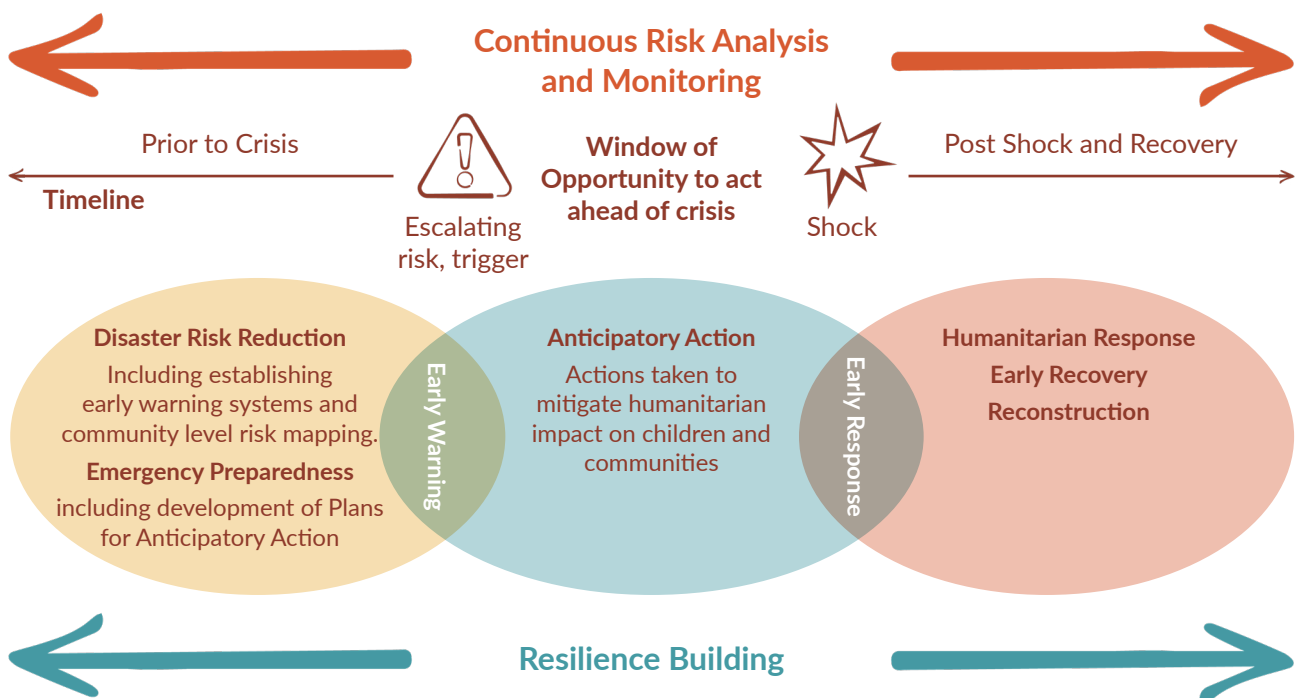 Continuous Risk Analysis
and Monitoring
Prior to Crisis
Timeline
Escalating
risk, trigger
Window of
Opportunity to act
ahead of crisis
Shock
Post Shock and Recovery
Disaster Risk Reduction
Including establishing
early warning systems and
community level risk mapping.
Emergency Preparedness
including development of Plans
for Anticipatory Action
Early Warning
Anticipatory Action
Actions taken to
mitigate humanitarian
impact on children and
communities
Early Response
Humanitarian Response
Early Recovery
Reconstruction
Resilience Building